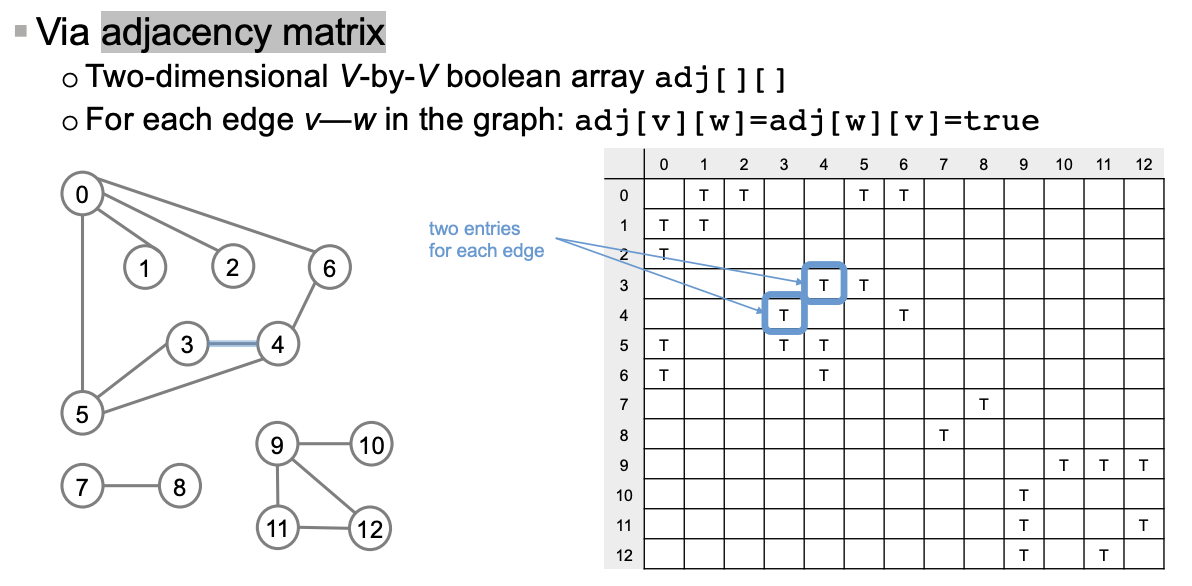 Via adjacency matrix
Two-dimensional V-by-V boolean array adj[][]
For each edge v—w in the graph: adj[v][w]=adj[w][v]=true
0
1
2
6
3
4
5
9
10
7
8
11
12
two entries
for each edge
0 1 2 3 4 5 6 7 8 9 10 11 12
0 T T T T
1 T T
2 T
3 T T
4 T T
5 T T T
6 T T
7 T
8 T
9 T T T
10 T
11 T T
12 T T